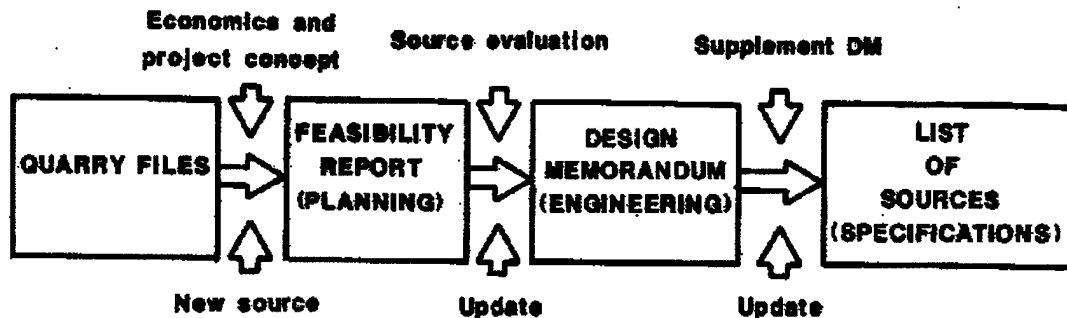 Economics and
project concept
Source evaluation
Supplement DM
QUARRY FILES
FEASIBILITY
REPORT
(PLANNING)
DESIGN
MEMORANDUM
(ENGINEERING)
LIST
OF
SOURCES
(SPECIFICATIONS)
New source
Update
Update